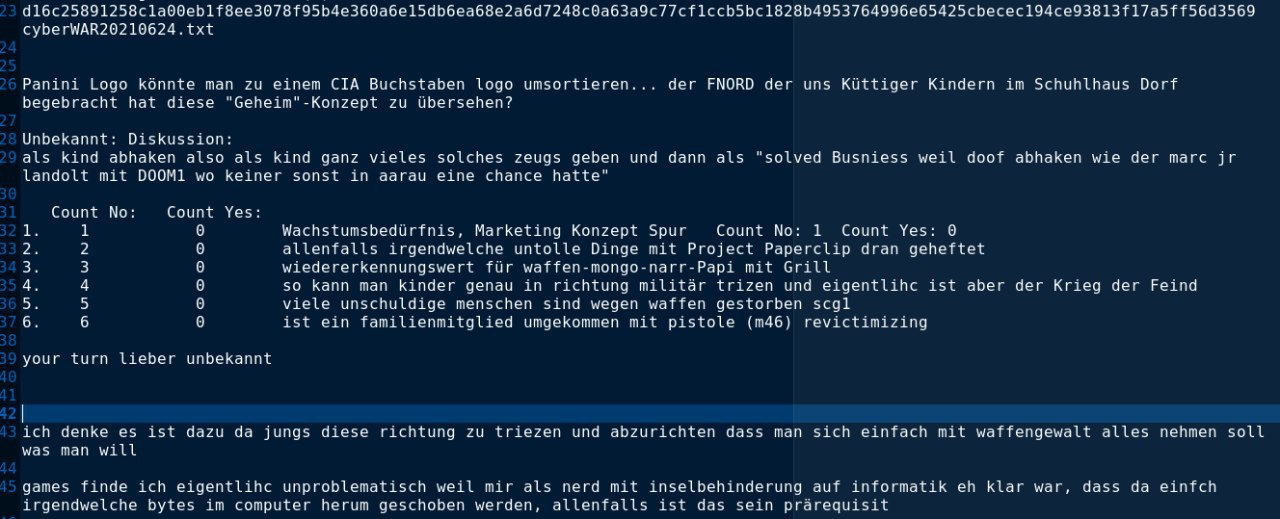 23 d16c25891258c1a00eb1f8ee3078f95b4e360a6e15db6ea68e2a6d7248c0a63a9c77cf1ccb5bc1828b4953764996e65425cbecec194ce93813f17a5ff56d3569
cyberWAR20210624.txt
24
25
26 Panini Logo könnte man zu einem CIA Buchstaben logo umsortieren... der FNORD der uns Küttiger Kindern im Schuhlhaus Dorf
begebracht hat diese "Geheim"-Konzept zu übersehen?
27
28 Unbekannt: Diskussion:
29 als kind abhaken also als kind ganz vieles solches zeugs geben und dann als "solved Busniess weil doof abhaken wie der marc jr
landolt mit DOOM1 wo keiner sonst in aarau eine chance hatte"
30
31 Count No: Count Yes:
32 1. 1 0 Wachstumsbedürfnis, Marketing Konzept Spur Count No: 1 Count Yes: 0
33 2. 2 0 allenfalls irgendwelche untolle Dinge mit Project Paperclip dran geheftet
34 3. 3 0 wiedererkennungswert für waffen-mongo-narr-Papi mit Grill
35 4. 4 0 so kann man kinder genau in richtung militär trizen und eigentlihc ist aber der Krieg der Feind
36 5. 5 0 viele unschuldige menschen sind wegen waffen gestorben scg1
37 6. 6 0 ist ein familienmitglied umgekommen mit pistole (m46) revictimizing
38
39 your turn lieber unbekannt
40
41
42
43 ich denke es ist dazu da jungs diese richtung zu triezen und abzurichten dass man sich einfach mit waffengewalt alles nehmen soll
was man will
44
45 games finde ich eigentlihc unproblematisch weil mir als nerd mit inselbehinderung auf informatik eh klar war, dass da einfch
irgendwelche bytes im computer herum geschoben werden, allenfalls ist das sein prärequisit